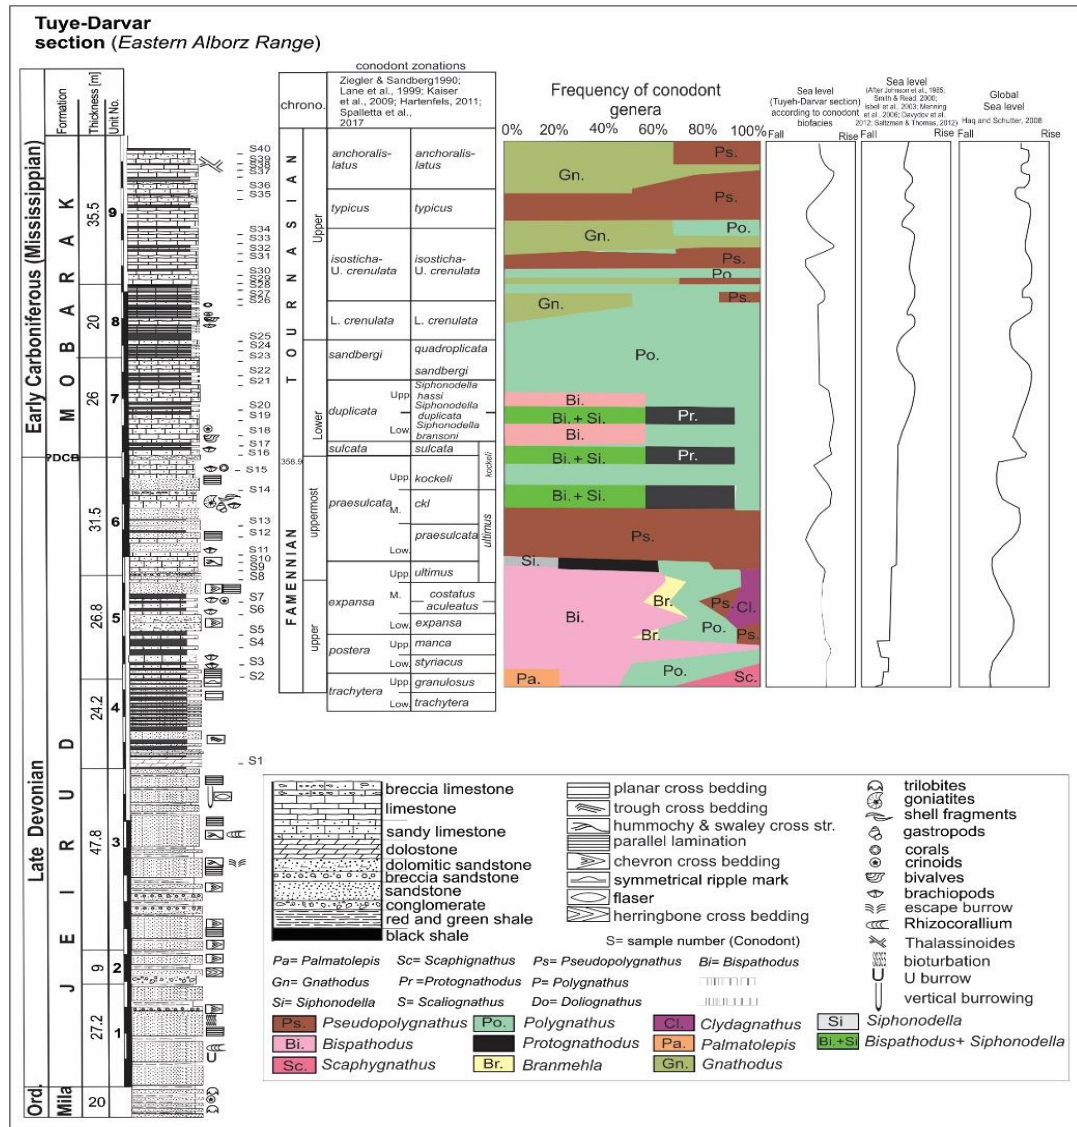 Tuye-Darvar
section (Eastern Alborz Range)
Early Carboniferous (Mississippian)
Late Devonian
Ord.
Formation
MOBARAK
?DCB
JEIRUD
Mila
Thickness [m]
35.5
20
26
31.5
26.8
24.2
47.8
9
27.2
20
Unit No.
9
8
7
6
5
4
3
2
1
S40
S39
S38
S37
S36
S35
S34
S33
S32
S31
S30
S29
S28
S27
S26
S25
S24
S23
S22
S21
S20
S19
S18
S17
S16
S15
S14
S13
S12
S11
S10
S9
S8
S7
S6
S5
S4
S3
S2
S1
conodont zonations
chrono.
Ziegler & Sandberg1990;
Lane et al., 1999; Kaiser
et al., 2009; Hartenfels, 2011;
Spalletta et al.,
2017
TOURNASIAN
Upper
Lower
358.9
FAMENNIAN
uppermost
upper
anchoralis-
latus
anchoralis-
latus
typicus
typicus
isosticha-
U. crenulata
isosticha-
U. crenulata
L. crenulata
L. crenulata
sandbergi
quadroplicata
sandbergi
duplicata
Upp.
Low.
Siphonodella
hassi
Siphonodella
duplicata
Siphonodella
bransoni
sulcata
sulcata
kockeli
praesulcata
Upp.
M.
Low.
kockeli
ckl
praesulcata
ultimus
expansa
Upp.
M.
Low.
ultimus
costatus
aculeatus
expansa
postera
Upp.
Low.
manca
styriacus
trachytera
Upp.
Low.
granulosus
trachytera
Frequency of conodont
genera
0% 20% 40% 60% 80% 100%
Ps.
Gn.
Ps.
Po.
Gn.
Ps.
Po
Ps.
Gn.
Po.
Bi.
Bi.+ Si. Pr.
Bi.
Bi.+ Si. Pr.
Bi.+ Si.
Ps.
Si.
Br. Ps. Cl.
Bi.
Br. Po. Ps.
Po.
Pa. Sc.
Sea level
(Tuyeh-Darvar section)
according to conodont
biofacies
Fall Rise
Sea level
(After Johnson et al., 1985;
Smith & Read, 2000;
Isbell et al., 2003; Menning
et al., 2006; Davydov et al.
2012; Saltzman & Thomas, 2012)
Fall Rise
Global
Sea level
Haq and Schutter, 2008
Fall Rise
breccia limestone
limestone
sandy limestone
dolostone
dolomitic sandstone
breccia sandstone
sandstone
conglomerate
red and green shale
black shale
planar cross bedding
trough cross bedding
hummochy & swaley cross str.
parallel lamination
chevron cross bedding
symmetrical ripple mark
flaser
herringbone cross bedding
S= sample number (Conodont)
trilobites
goniatites
shell fragments
gastropods
corals
crinoids
bivalves
brachiopods
escape burrow
Rhizocorallium
Thalassinoides
bioturbation
U burrow
vertical burrowing
Pa= Palmatolepis Sc= Scaphignathus Ps= Pseudopolygnathus Bi= Bispathodus
Gn= Gnathodus Pr =Protognathodus P= Polygnathus
Si= Siphonodella S= Scaliognathus Do= Doliognathus
Ps. Pseudopolygnathus Po. Polygnathus Cl. Clydagnathus Si Siphonodella
Bi. Bispathodus Protognathodus Pa. Palmatolepis Bi.+Si Bispathodus+ Siphonodella
Sc. Scaphygnathus Br. Branmehla Gn. Gnathodus